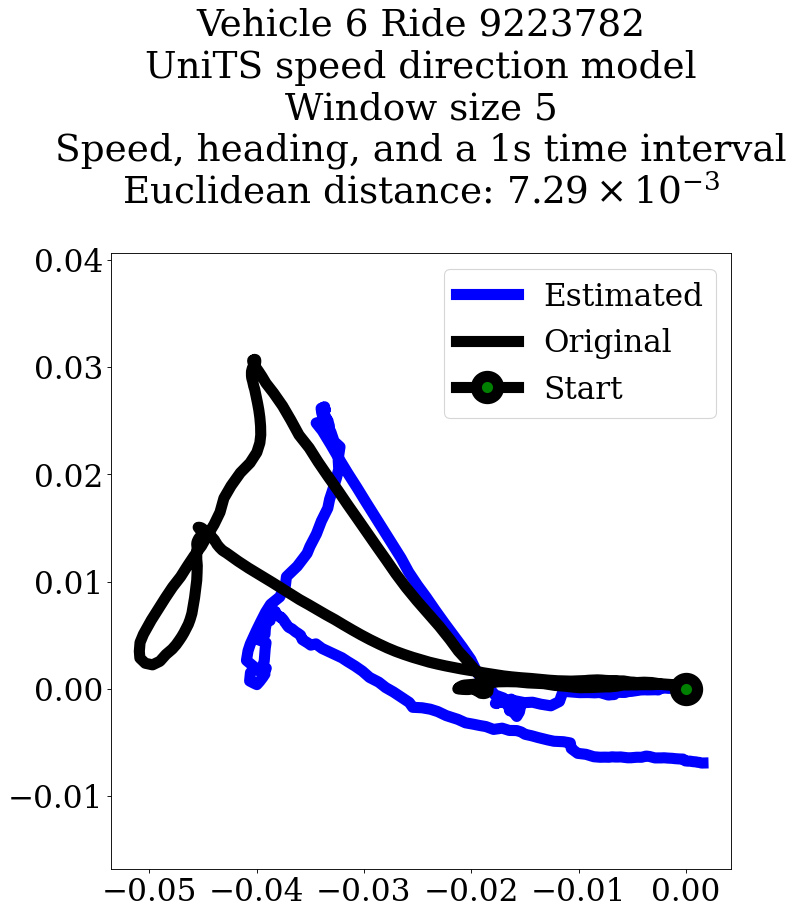 Vehicle 6 Ride 9223782
UniTS speed direction model
Window size 5
Speed, heading, and a 1s time interval
Euclidean distance: 7.29 × 10⁻³
0.04
0.03
0.02
0.01
0.00
−0.01
Estimated
Original
Start
−0.05 −0.04 −0.03 −0.02 −0.01 0.00